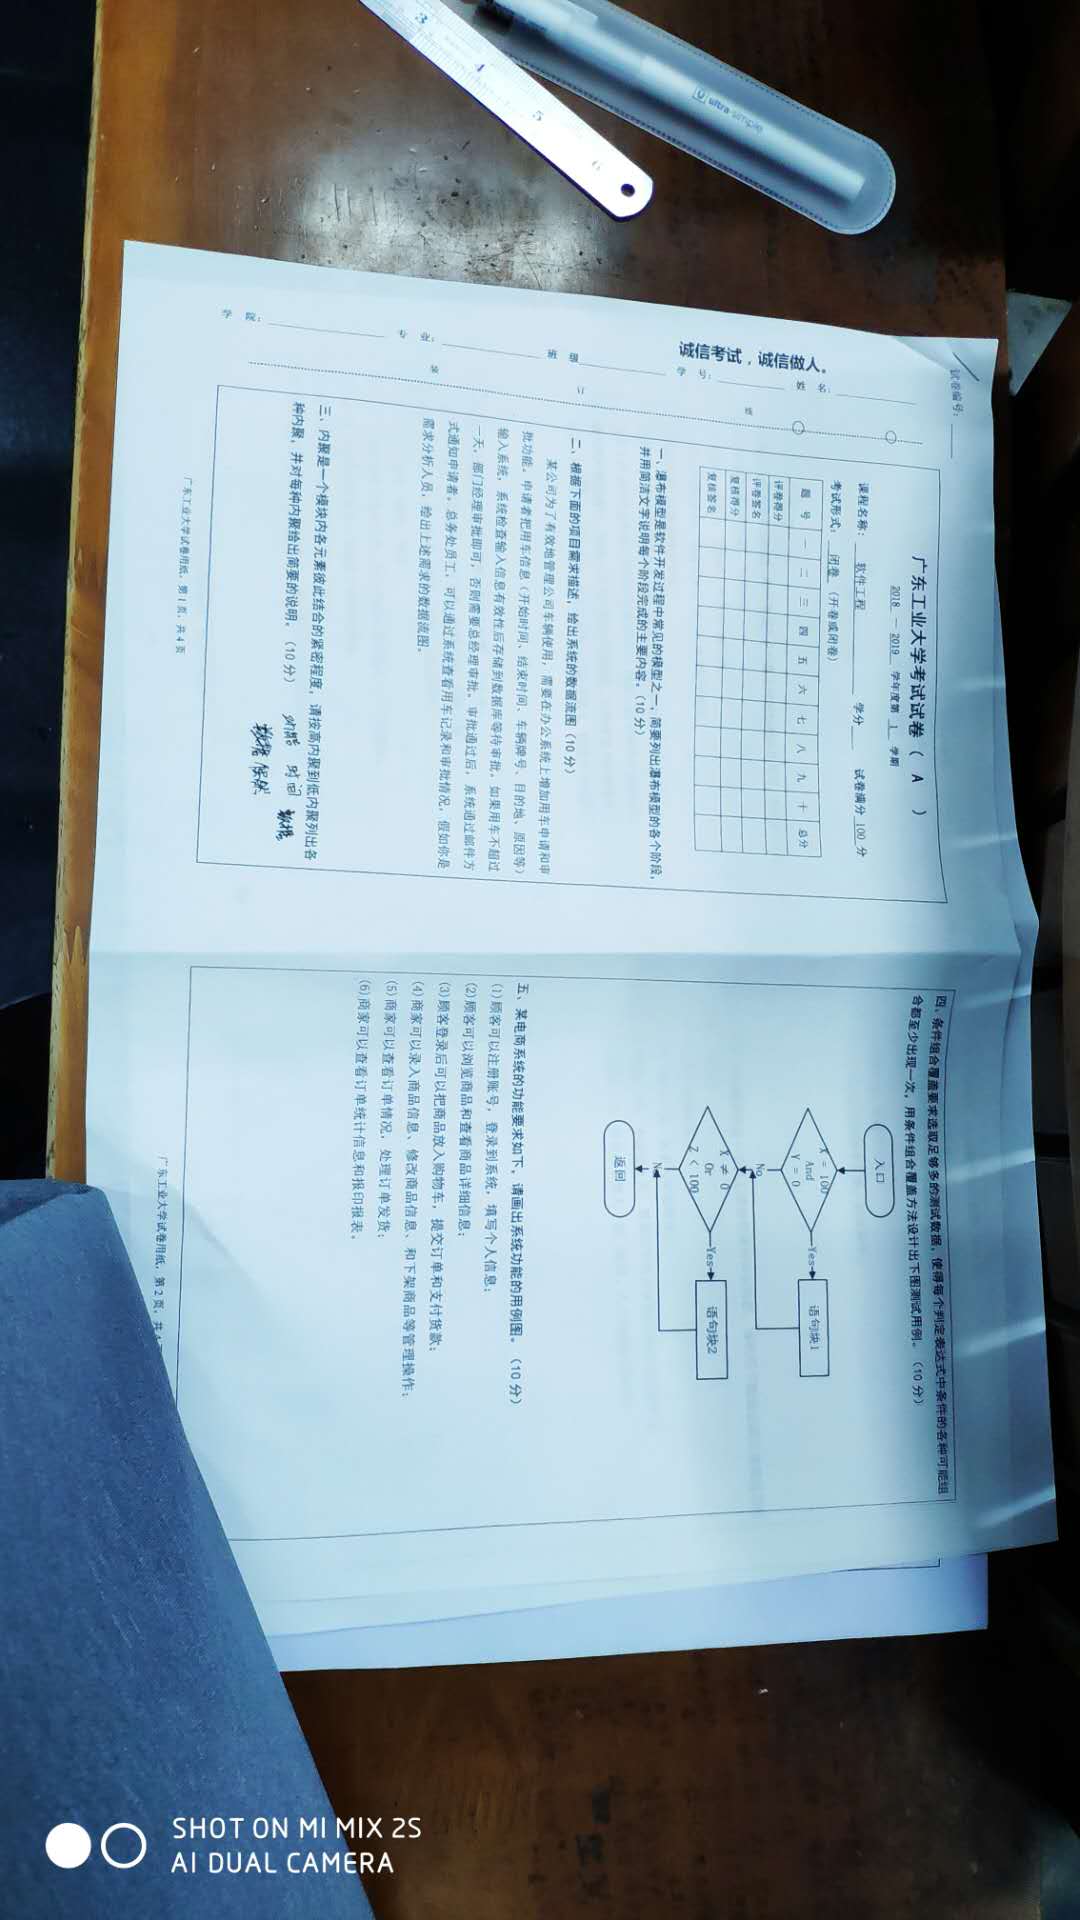 3
4
5
6
U ultra-simple
试卷编号：
诚信考试，诚信做人。
学 院：
专 业：
班 级
学 号：
姓 名：
装
订
线
广东工业大学考试试卷（ A ）
2018 — 2019 学年度第 1 学期
课程名称： 软件工程 学分 试卷满分 100 分
考试形式： 闭卷 （开卷或闭卷）
题 号 一 二 三 四 五 六 七 八 九 十 总分
评卷得分
评卷签名
复核得分
复核签名
一、瀑布模型是软件开发过程中常见的模型之一，简要列出瀑布模型的各个阶段，
并用简洁文字说明每个阶段完成的主要内容。(10 分)
二、根据下面的项目需求描述，绘出系统的数据流图（10 分）
某公司为了有效地管理公司车辆使用，需要在办公系统上增加用车申请和审
批功能。申请者把用车信息（开始时间、结束时间、车辆牌号、目的地、原因等）
输入系统，系统检查输入信息有效性后存储到数据库等待审批。如果用车不超过
一天，部门经理审批即可，否则需要总经理审批。审批通过后，系统通过邮件方
式通知申请者。总务处员工，可以通过系统查看用车记录和审批情况，假如你是
需求分析人员，绘出上述需求的数据流图。
三、内聚是一个模块内各元素彼此结合的紧密程度，请按高内聚到低内聚列出各
种内聚，并对每种内聚给出简要的说明。（10 分）
时间
广东工业大学试卷用纸，第 1 页，共 4 页
四、条件组合覆盖要求选取足够多的测试数据，使得每个判定表达式中条件的各种可能组
合都至少出现一次，用条件组合覆盖方法设计出下图测试用例。（10 分）
入口
X = 100
And
Y = 0
Yes
语句块1
No
X ≠ 0
Or
Z < 100
Yes
语句块2
No
返回
五、某电商系统的功能要求如下，请画出系统功能的用例图。（10 分）
(1)顾客可以注册账号，登录到系统，填写个人信息；
(2)顾客可以浏览商品和查看商品详细信息；
(3)顾客登录后可以把商品放入购物车，提交订单和支付货款；
(4)商家可以录入商品信息、修改商品信息、和下架商品等管理操作；
(5)商家可以查看订单情况，处理订单发货；
(6)商家可以查看订单统计信息和报印报表。
广东工业大学试卷用纸，第 2 页，共
SHOT ON MI MIX 2S
AI DUAL CAMERA